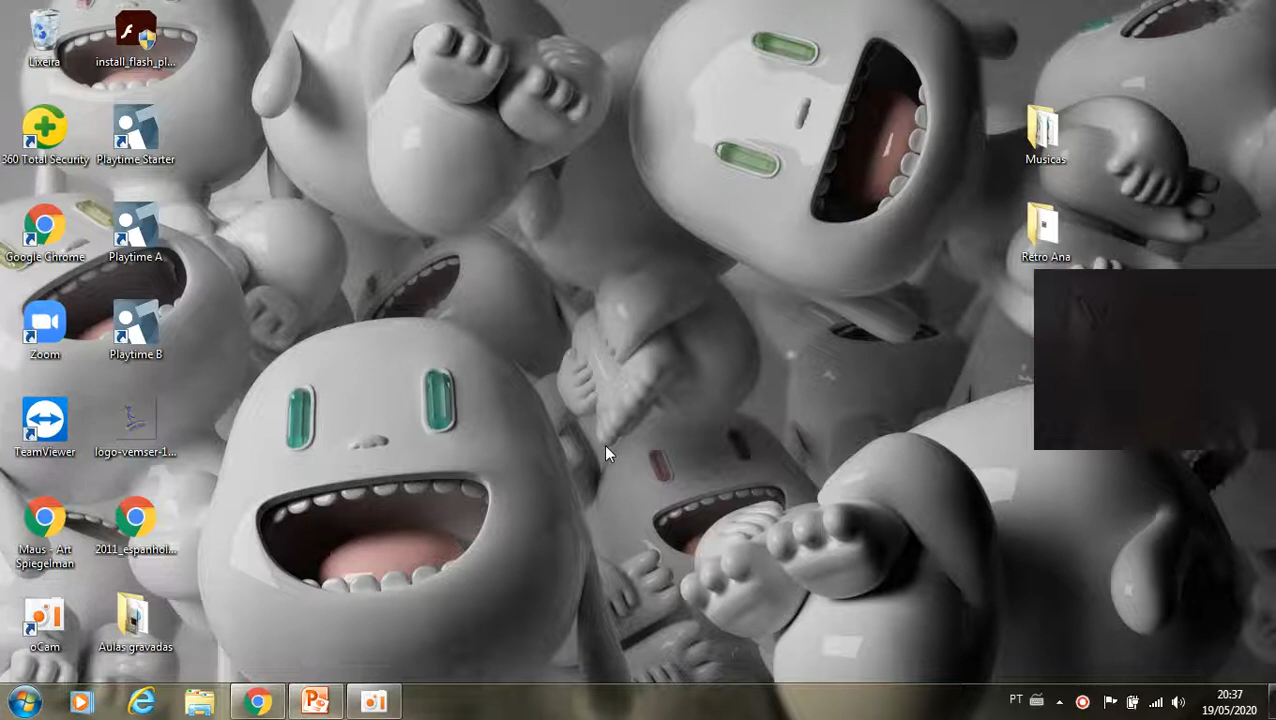 Lixeira
install_flash_pl...
360 Total Security
Playtime Starter
Google Chrome
Playtime A
Zoom
Playtime B
TeamViewer
logo-vemser-1...
Maus - Art
Spiegelman
2011_espanhol...
oCam
Aulas gravadas
Musicas
Retro Ana
PT
20:37
19/05/2020